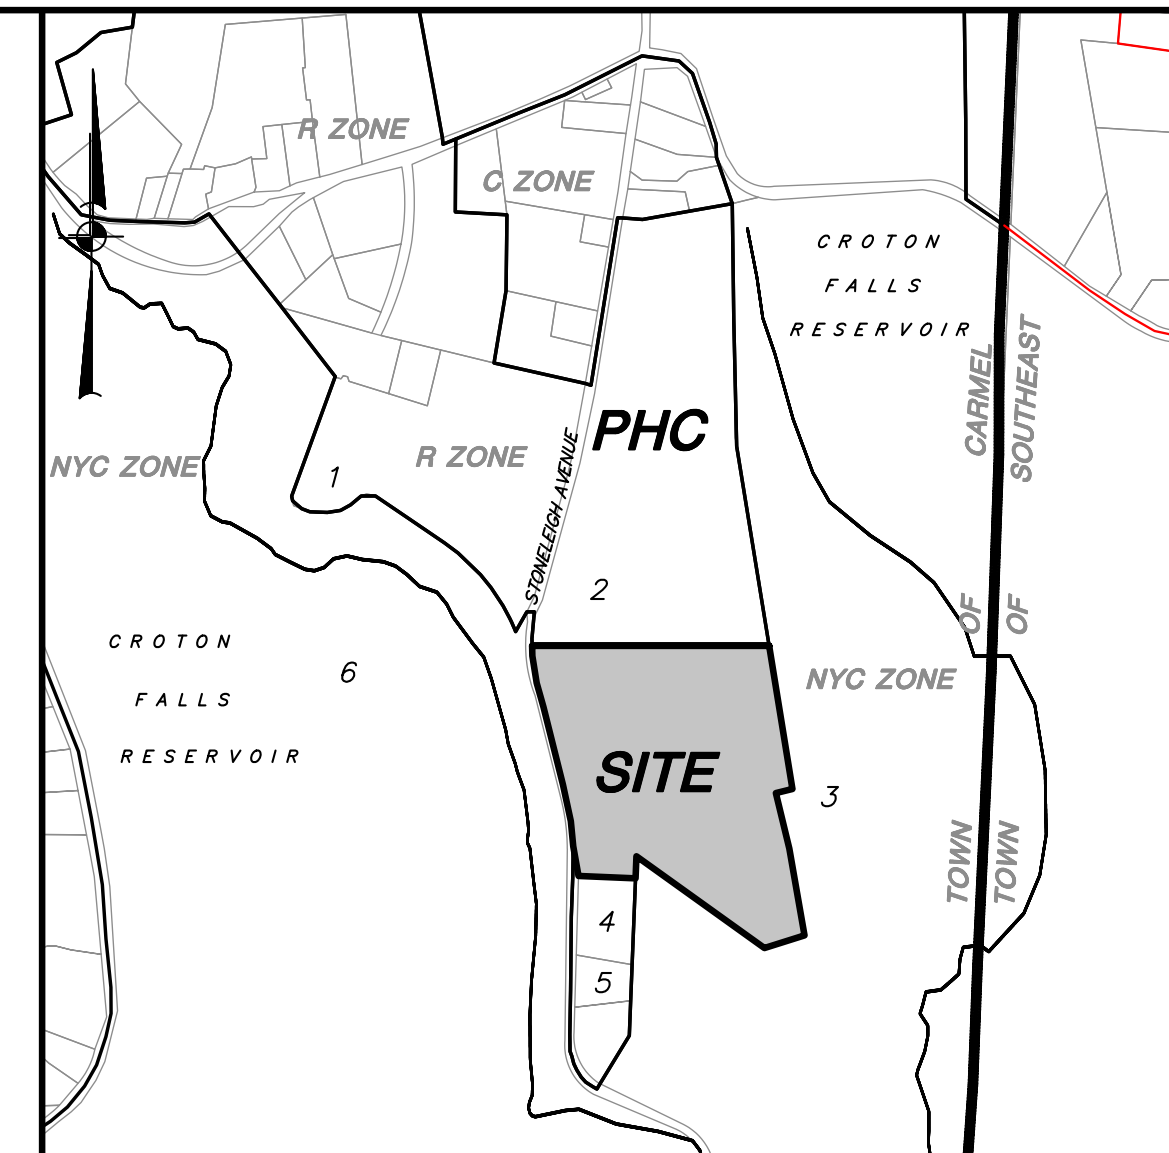 R ZONE
C ZONE
CROTON
FALLS
RESERVOIR
CARMEL
SOUTHEAST
PHC
R ZONE
NYC ZONE
1
STONELEIGH AVENUE
2
OF
OF
CROTON
FALLS
RESERVOIR
6
NYC ZONE
SITE
3
TOWN
TOWN
4
5